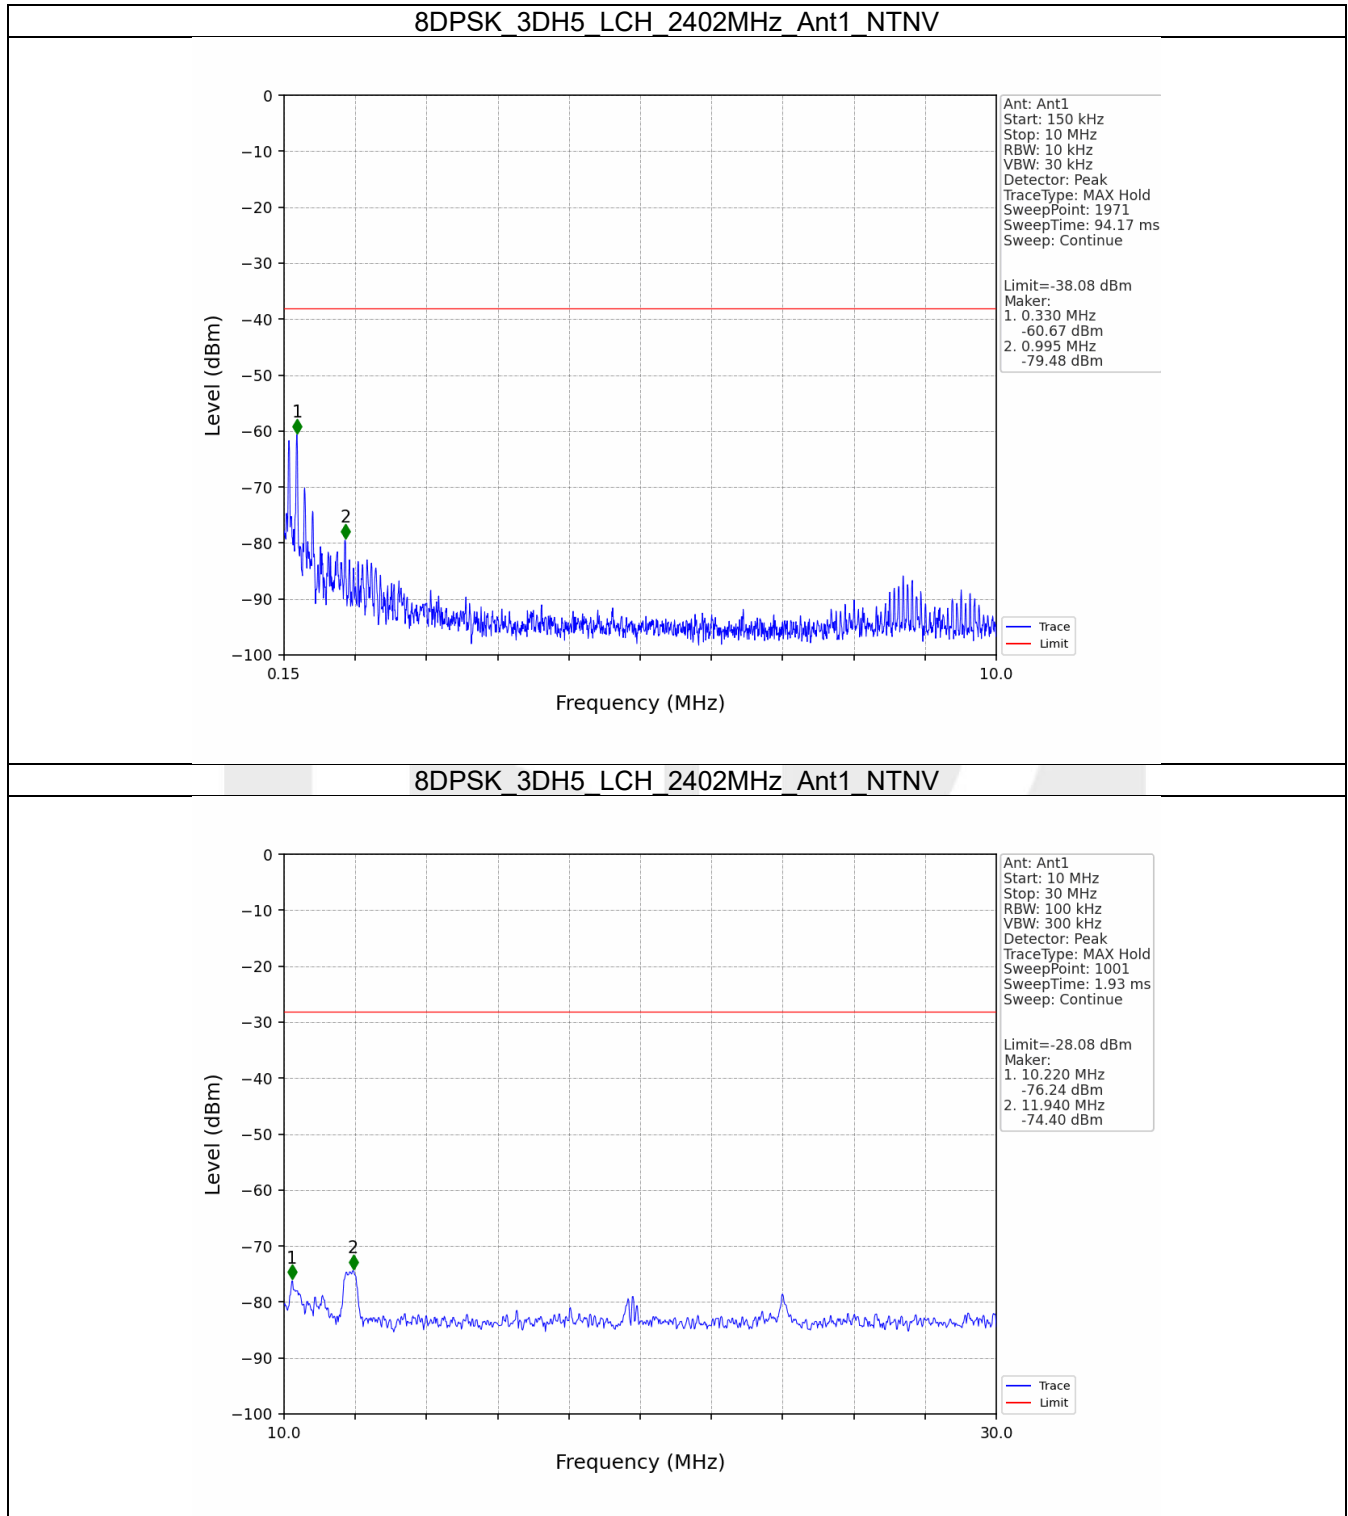 8DPSK_3DH5_LCH_2402MHz_Ant1_NTNV
0
−10
−20
−30
−40
−50
−60
−70
−80
−90
−100
Level (dBm)
1
2
0.15
10.0
Frequency (MHz)
Ant: Ant1
Start: 150 kHz
Stop: 10 MHz
RBW: 10 kHz
VBW: 30 kHz
Detector: Peak
TraceType: MAX Hold
SweepPoint: 1971
SweepTime: 94.17 ms
Sweep: Continue
Limit=-38.08 dBm
Maker:
1. 0.330 MHz
-60.67 dBm
2. 0.995 MHz
-79.48 dBm
Trace
Limit
8DPSK_3DH5_LCH_2402MHz_Ant1_NTNV
0
−10
−20
−30
−40
−50
−60
−70
−80
−90
−100
Level (dBm)
1
2
10.0
30.0
Frequency (MHz)
Ant: Ant1
Start: 10 MHz
Stop: 30 MHz
RBW: 100 kHz
VBW: 300 kHz
Detector: Peak
TraceType: MAX Hold
SweepPoint: 1001
SweepTime: 1.93 ms
Sweep: Continue
Limit=-28.08 dBm
Maker:
1. 10.220 MHz
-76.24 dBm
2. 11.940 MHz
-74.40 dBm
Trace
Limit